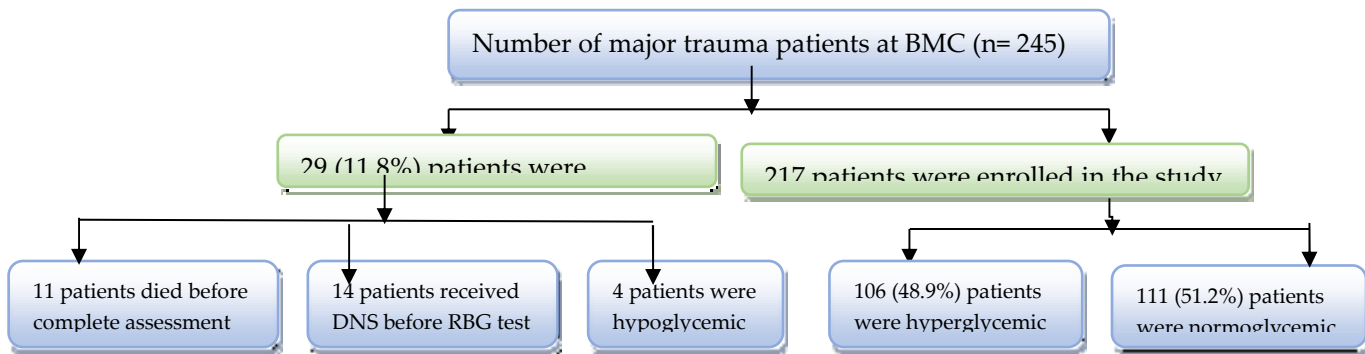 Number of major trauma patients at BMC (n= 245)
29 (11.8%) patients were
217 patients were enrolled in the study
11 patients died before
complete assessment
14 patients received
DNS before RBG test
4 patients were
hypoglycemic
106 (48.9%) patients
were hyperglycemic
111 (51.2%) patients
were normoglycemic